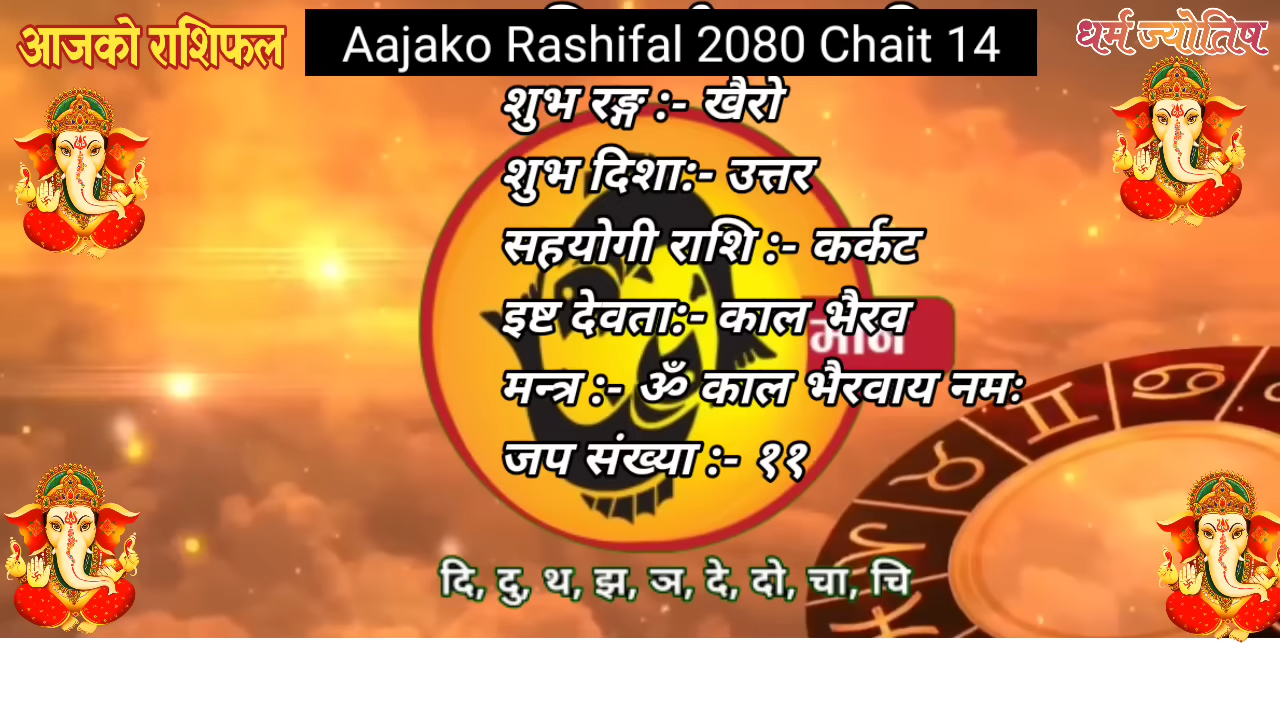 आजको राशिफल
Aajako Rashifal 2080 Chait 14
धर्म ज्योतिष
शुभ रङ्ग :- खैरो
शुभ दिशा:- उत्तर
सहयोगी राशि :- कर्कट
इष्ट देवता:- काल भैरव
मन्त्र :- ॐ काल भैरवाय नमः
जप संख्या :- ११
दि, दु, थ, झ, ञ, दे, दो, चा, चि